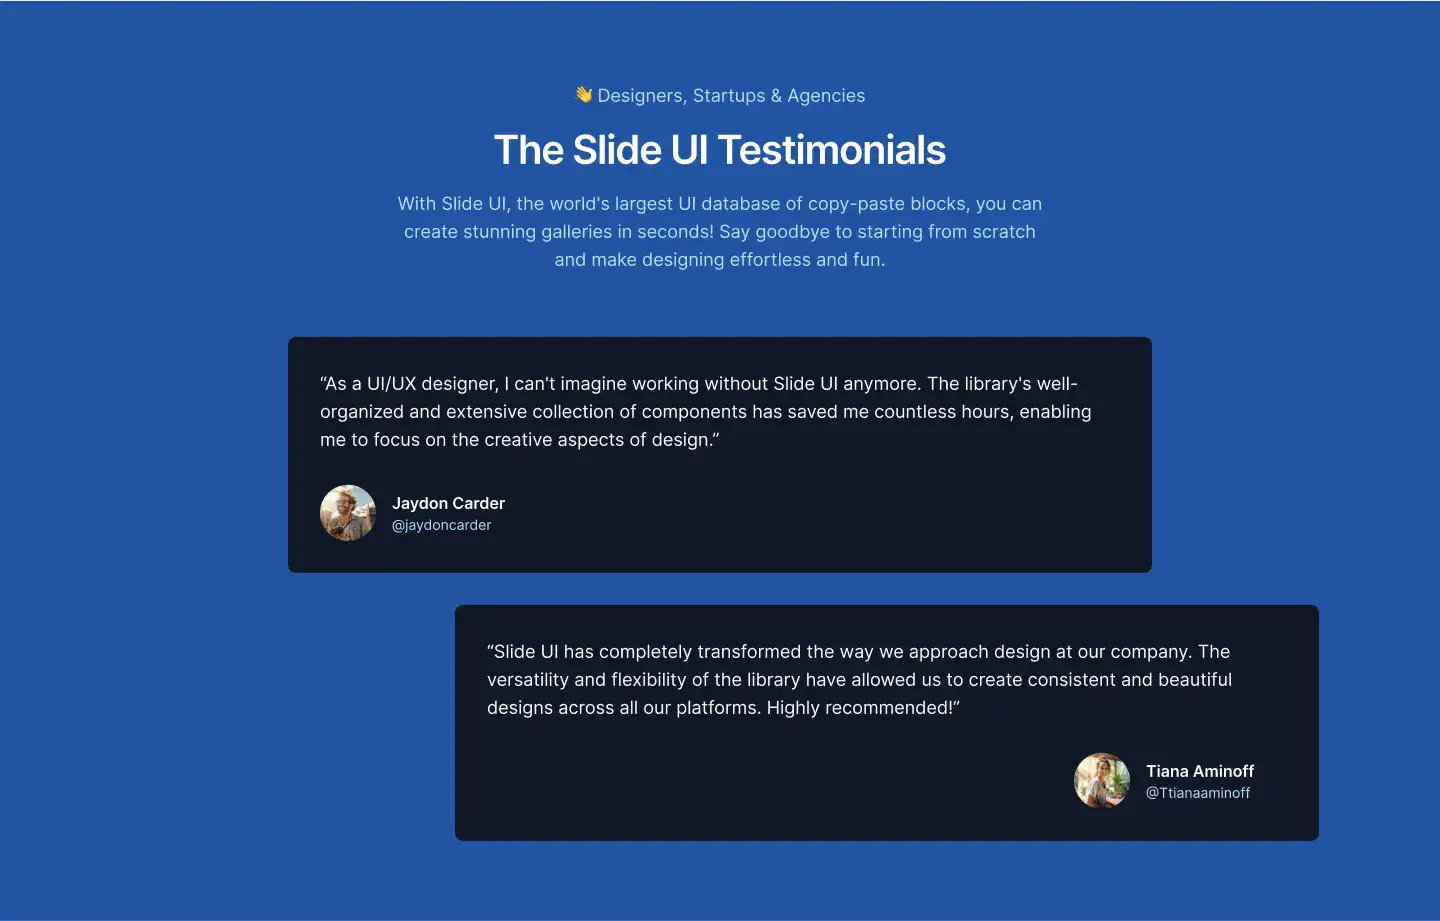 👋 Designers, Startups & Agencies
The Slide UI Testimonials
With Slide UI, the world's largest UI database of copy-paste blocks, you can
create stunning galleries in seconds! Say goodbye to starting from scratch
and make designing effortless and fun.
“As a UI/UX designer, I can't imagine working without Slide UI anymore. The library's well-
organized and extensive collection of components has saved me countless hours, enabling
me to focus on the creative aspects of design.”
Jaydon Carder
@jaydoncarder
“Slide UI has completely transformed the way we approach design at our company. The
versatility and flexibility of the library have allowed us to create consistent and beautiful
designs across all our platforms. Highly recommended!”
Tiana Aminoff
@Ttianaaminoff